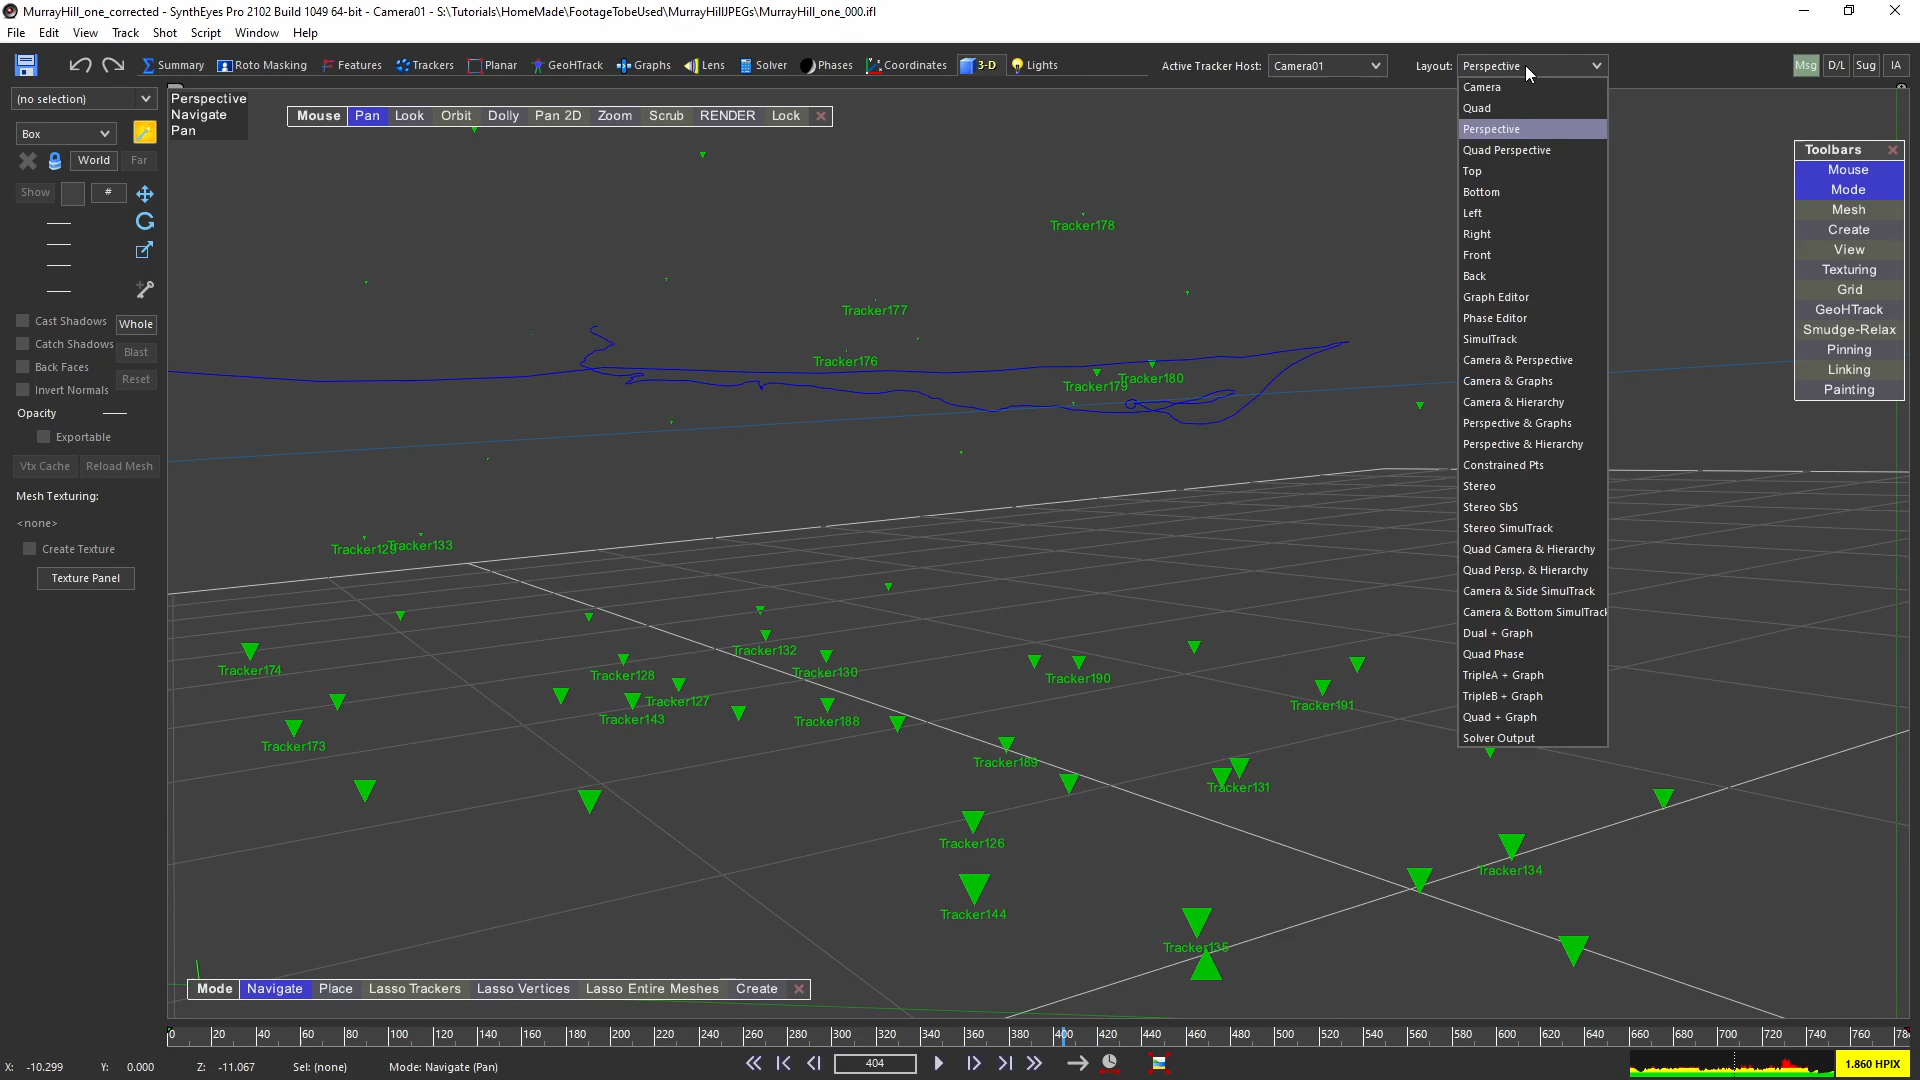 MurrayHill_one_corrected - SynthEyes Pro 2102 Build 1049 64-bit - Camera01 - S:\Tutorials\HomeMade\FootageTobeUsed\MurrayHillJPEGs\MurrayHill_one_000.ifl
File Edit View Track Shot Script Window Help
Summary Roto Masking Features Trackers Planar GeoHTrack Graphs Lens Solver Phases Coordinates 3-D Lights Active Tracker Host: Camera01 Layout: Perspective Msg D/L Sug IA
(no selection)
Perspective
Navigate
Pan
Mouse Pan Look Orbit Dolly Pan 2D Zoom Scrub RENDER Lock
Box
World Far
Show #
Cast Shadows Whole
Catch Shadows Blast
Back Faces
Reset
Invert Normals
Opacity
Exportable
Vtx Cache Reload Mesh
Mesh Texturing:
<none>
Create Texture
Texture Panel
Camera
Quad
Perspective
Quad Perspective
Top
Bottom
Left
Right
Front
Back
Graph Editor
Phase Editor
SimulTrack
Camera & Perspective
Camera & Graphs
Camera & Hierarchy
Perspective & Graphs
Perspective & Hierarchy
Constrained Pts
Stereo
Stereo SbS
Stereo SimulTrack
Quad Camera & Hierarchy
Quad Persp. & Hierarchy
Camera & Side SimulTrack
Camera & Bottom SimulTrack
Dual + Graph
Quad Phase
TripleA + Graph
TripleB + Graph
Quad + Graph
Solver Output
Toolbars
Mouse
Mode
Mesh
Create
View
Texturing
Grid
GeoHTrack
Smudge-Relax
Pinning
Linking
Painting
Tracker178
Tracker177
Tracker176
Tracker179 Tracker180
Tracker133
Tracker174
Tracker132
Tracker128 Tracker130
Tracker190
Tracker127
Tracker143 Tracker188
Tracker191
Tracker173
Tracker189
Tracker131
Tracker126
Tracker134
Tracker144
Tracker135
Mode Navigate Place Lasso Trackers Lasso Vertices Lasso Entire Meshes Create
0 20 40 60 80 100 120 140 160 180 200 220 240 260 280 300 320 340 360 380 400 420 440 460 480 500 520 540 560 580 600 620 640 660 680 700 720 740 760
X: -10.299 Y: 0.000 Z: -11.067 Sel: (none) Mode: Navigate (Pan) 404 1.860 HPIX